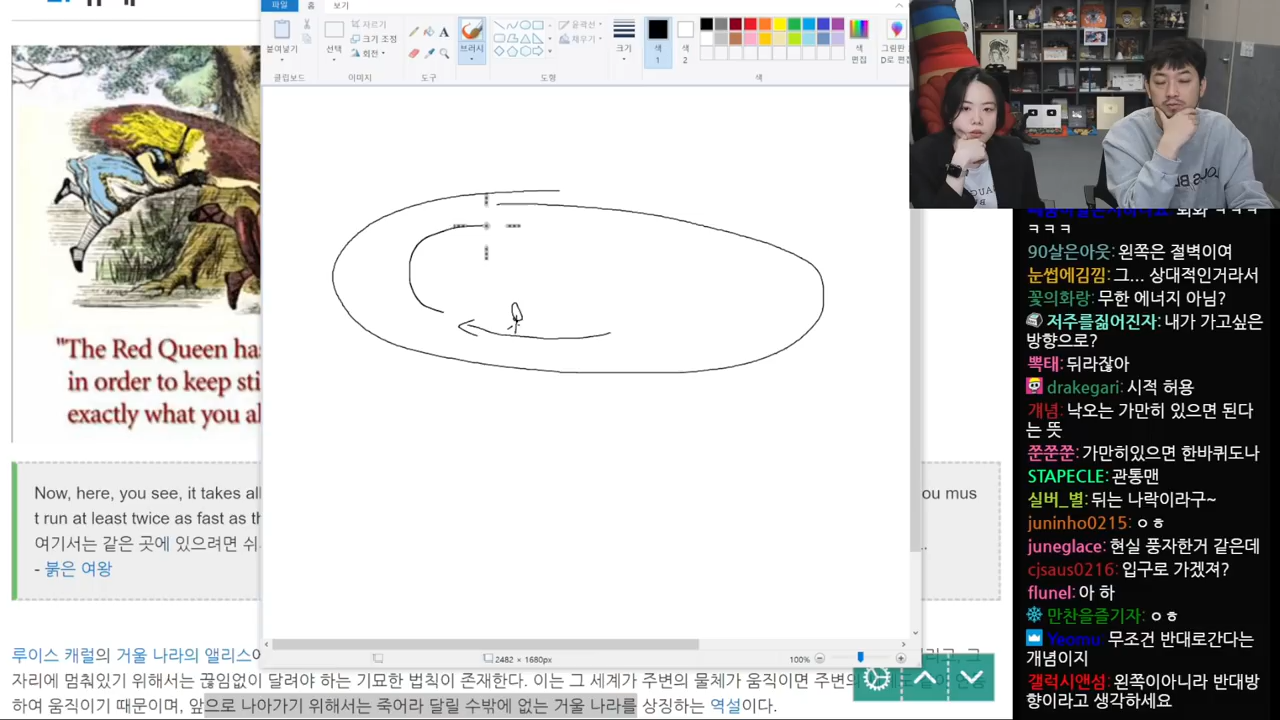 파일
홈
보기
붙여넣기
선택
자르기
크기 조정
회전
A
브러시
크기
색
1
색
2
색
편집
그림판
D로 편집
클립보드
이미지
도구
도형
색
윤곽선
채우기
"The Red Queen has
in order to keep sti
exactly what you al
Now, here, you see, it takes all
ou mus
t run at least twice as fast as th
여기서는 같은 곳에 있으려면 쉬
- 붉은 여왕
100%
2482 × 1680px
루이스 캐럴의 거울 나라의 앨리스에
자리에 멈춰있기 위해서는 끊임없이 달려야 하는 기묘한 법칙이 존재한다. 이는 그 세계가 주변의 물체가 움직이면 주변의
하여 움직이기 때문이며, 앞으로 나아가기 위해서는 죽어라 달릴 수밖에 없는 거울 나라를 상징하는 역설이다.
ㅋㅋㅋ
90살은아웃: 왼쪽은 절벽이여
눈썹에김낌: 그... 상대적인거라서
꽃의화랑: 무한 에너지 아님?
저주를짊어진자: 내가 가고싶은
방향으로?
뽁태: 뒤라잖아
drakegari: 시적 허용
개념: 낙오는 가만히 있으면 된다
는 뜻
쭌쭌쭌: 가만히있으면 한바퀴도나
STAPECLE: 관통맨
실버_별: 뒤는 나락이라구~
juninho0215: ㅇㅎ
juneglace: 현실 풍자한거 같은데
cjsaus0216: 입구로 가겠져?
flunel: 아 하
만찬을즐기자: ㅇㅎ
Yeomu: 무조건 반대로간다는
개념이지
갤럭시앤섬: 왼쪽이아니라 반대방
향이라고 생각하세요